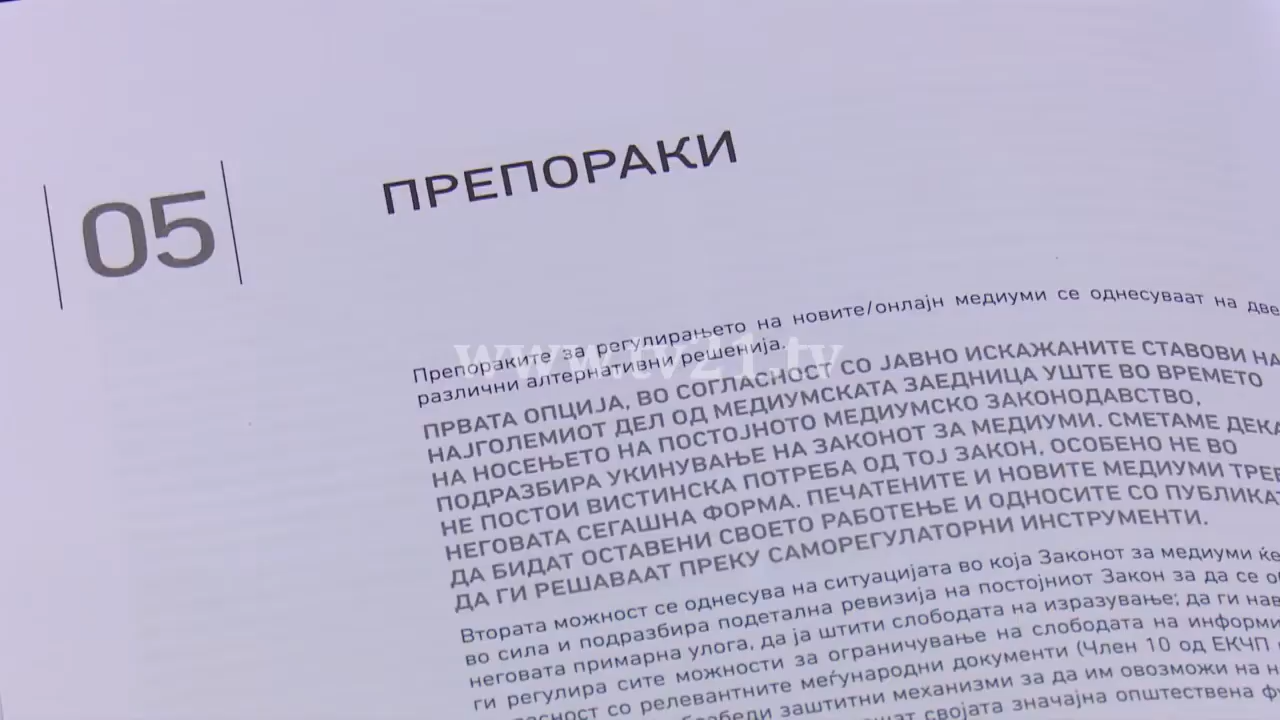 05
ПРЕПОРАКИ
Препораките за регулирањето на новите/онлајн медиуми се однесуваат на две
различни алтернативни решенија.
www.tv21.tv
ПРВАТА ОПЦИЈА, ВО СОГЛАСНОСТ СО ЈАВНО ИСКАЖАНИТЕ СТАВОВИ НА
НАЈГОЛЕМИОТ ДЕЛ ОД МЕДИУМСКАТА ЗАЕДНИЦА УШТЕ ВО ВРЕМЕТО
НА НОСЕЊЕТО НА ПОСТОЈНОТО МЕДИУМСКО ЗАКОНОДАВСТВО,
ПОДРАЗБИРА УКИНУВАЊЕ НА ЗАКОНОТ ЗА МЕДИУМИ. СМЕТАМЕ ДЕКА
НЕ ПОСТОИ ВИСТИНСКА ПОТРЕБА ОД ТОЈ ЗАКОН, ОСОБЕНО НЕ ВО
НЕГОВАТА СЕГАШНА ФОРМА. ПЕЧАТЕНИТЕ И НОВИТЕ МЕДИУМИ
ДА БИДАТ ОСТАВЕНИ СВОЕТО РАБОТЕЊЕ И ОДНОСИТЕ СО
ДА ГИ РЕШАВААТ ПРЕКУ САМОРЕГУЛАТОРНИ ИНСТРУМЕНТИ.
Втората можност се однесува на ситуацијата во која Законот за медиуми ќе
во сила и подразбира подетална ревизија на постојниот Закон за да се
неговата примарна улога, да ја штити слободата на изразување; да ги
ги регулира сите можности за ограничување на слободата на
со релевантните меѓународни документи (Член 10 од ЕКЧП
заштитни механизми за да им овозможи на
својата значајна општествена